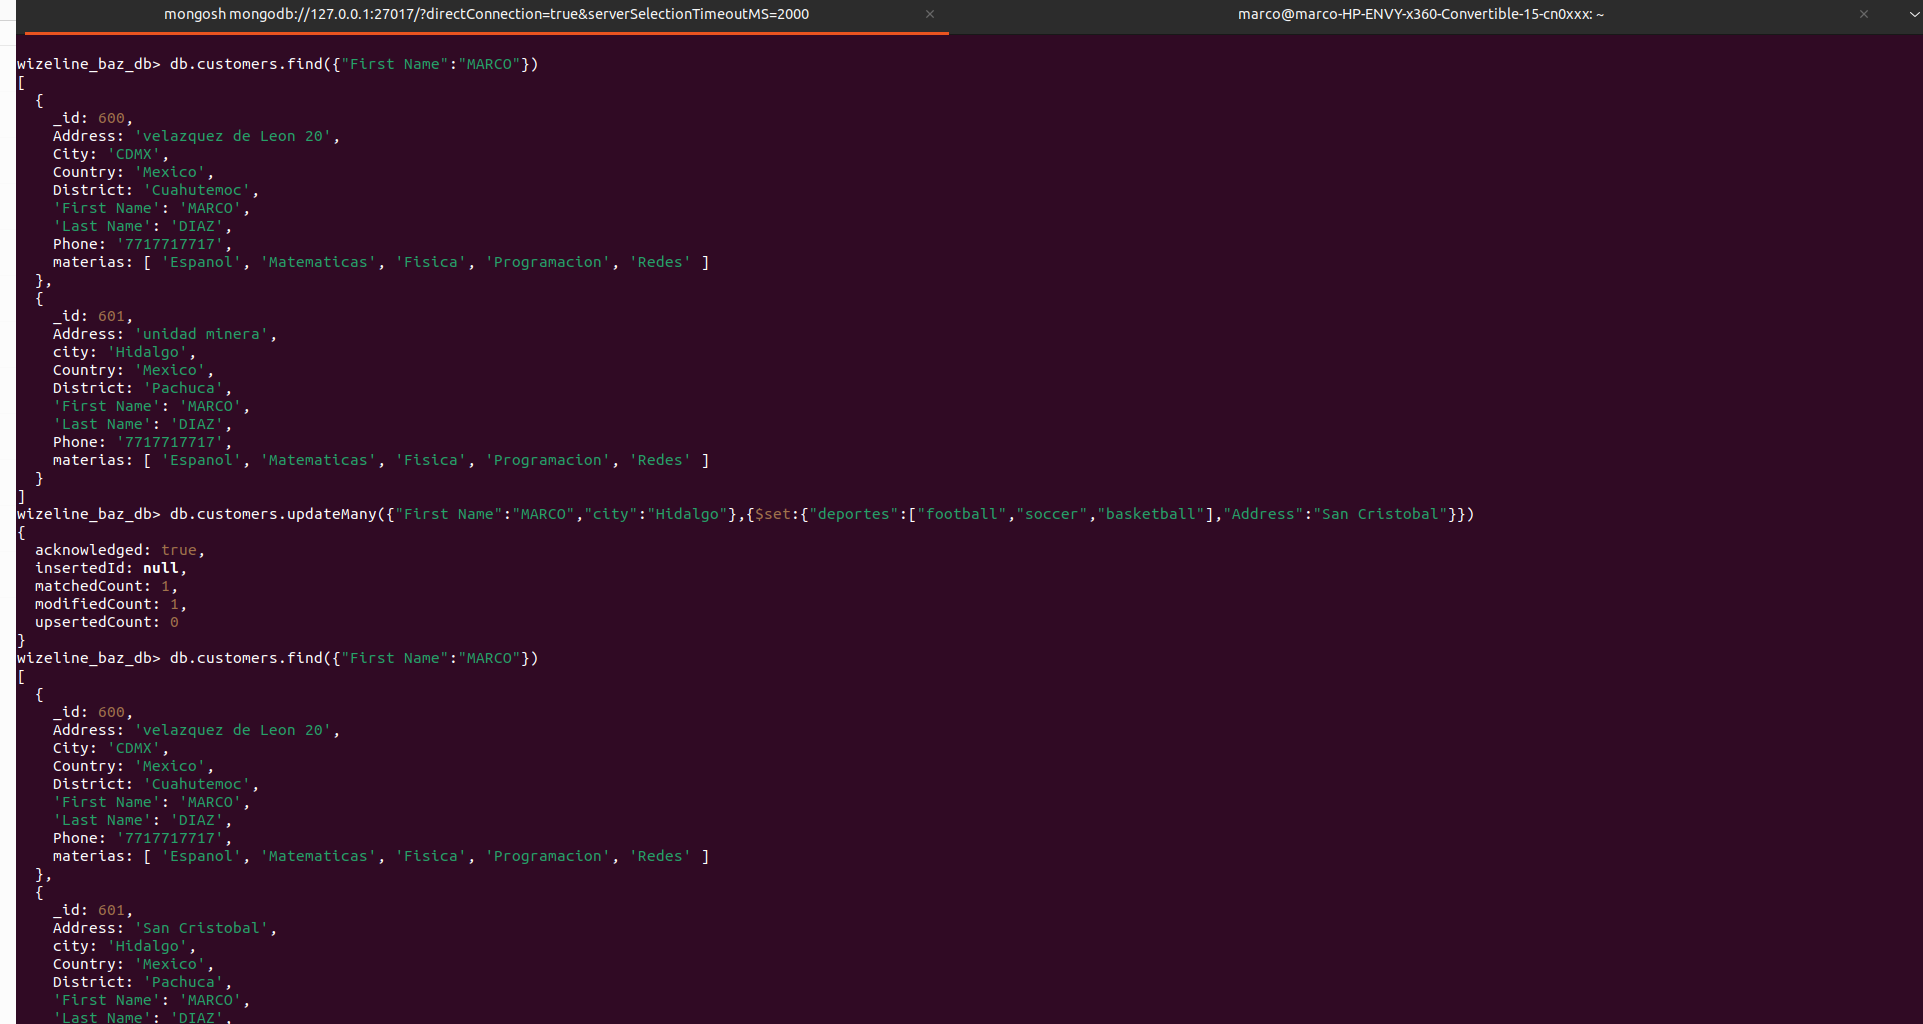 mongosh mongodb://127.0.0.1:27017/?directConnection=true&serverSelectionTimeoutMS=2000
marco@marco-HP-ENVY-x360-Convertible-15-cn0xxx: ~
wizeline_baz_db> db.customers.find({"First Name":"MARCO"})
[
  {
    _id: 600,
    Address: 'velazquez de Leon 20',
    City: 'CDMX',
    Country: 'Mexico',
    District: 'Cuahutemoc',
    'First Name': 'MARCO',
    'Last Name': 'DIAZ',
    Phone: '7717717717',
    materias: [ 'Espanol', 'Matematicas', 'Fisica', 'Programacion', 'Redes' ]
  },
  {
    _id: 601,
    Address: 'unidad minera',
    city: 'Hidalgo',
    Country: 'Mexico',
    District: 'Pachuca',
    'First Name': 'MARCO',
    'Last Name': 'DIAZ',
    Phone: '7717717717',
    materias: [ 'Espanol', 'Matematicas', 'Fisica', 'Programacion', 'Redes' ]
  }
]
wizeline_baz_db> db.customers.updateMany({"First Name":"MARCO","city":"Hidalgo"},{$set:{"deportes":["football","soccer","basketball"],"Address":"San Cristobal"}})
{
  acknowledged: true,
  insertedId: null,
  matchedCount: 1,
  modifiedCount: 1,
  upsertedCount: 0
}
wizeline_baz_db> db.customers.find({"First Name":"MARCO"})
[
  {
    _id: 600,
    Address: 'velazquez de Leon 20',
    City: 'CDMX',
    Country: 'Mexico',
    District: 'Cuahutemoc',
    'First Name': 'MARCO',
    'Last Name': 'DIAZ',
    Phone: '7717717717',
    materias: [ 'Espanol', 'Matematicas', 'Fisica', 'Programacion', 'Redes' ]
  },
  {
    _id: 601,
    Address: 'San Cristobal',
    city: 'Hidalgo',
    Country: 'Mexico',
    District: 'Pachuca',
    'First Name': 'MARCO',
    'Last Name': 'DIAZ',